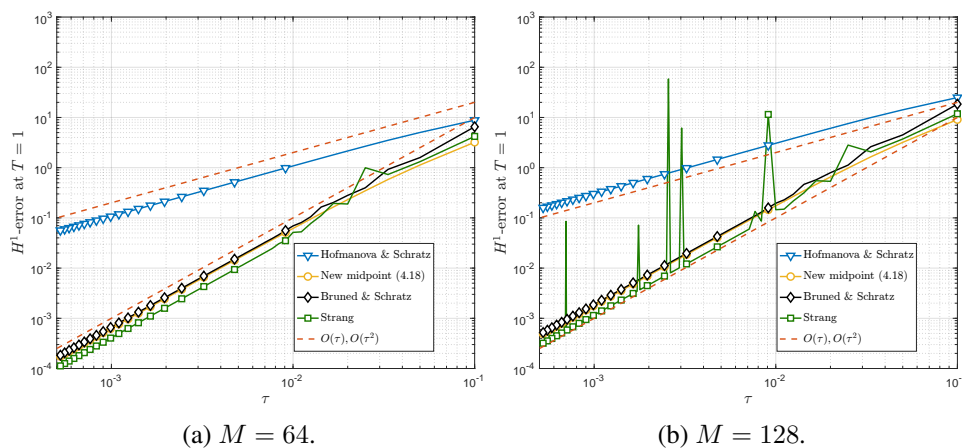 10^3
10^2
10^1
10^0
10^-1
10^-2
10^-3
10^-4
H^1-error at T = 1
Hofmanova & Schratz
New midpoint (4.18)
Bruned & Schratz
Strang
O(τ), O(τ^2)
10^-3
10^-2
10^-1
τ
(a) M = 64.
10^3
10^2
10^1
10^0
10^-1
10^-2
10^-3
10^-4
H^1-error at T = 1
Hofmanova & Schratz
New midpoint (4.18)
Bruned & Schratz
Strang
O(τ), O(τ^2)
10^-3
10^-2
10^-1
τ
(b) M = 128.